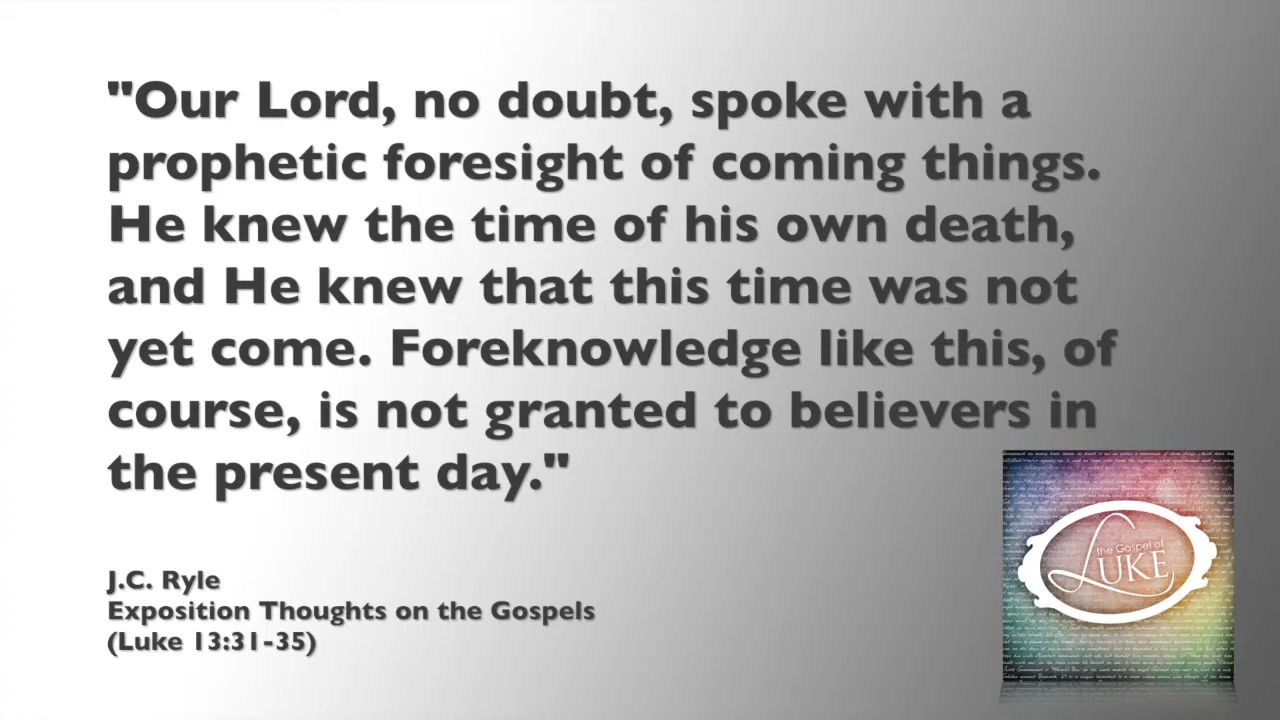 "Our Lord, no doubt, spoke with a
prophetic foresight of coming things.
He knew the time of his own death,
and He knew that this time was not
yet come. Foreknowledge like this, of
course, is not granted to believers in
the present day."
J.C. Ryle
Exposition Thoughts on the Gospels
(Luke 13:31-35)
the Gospel of
LUKE